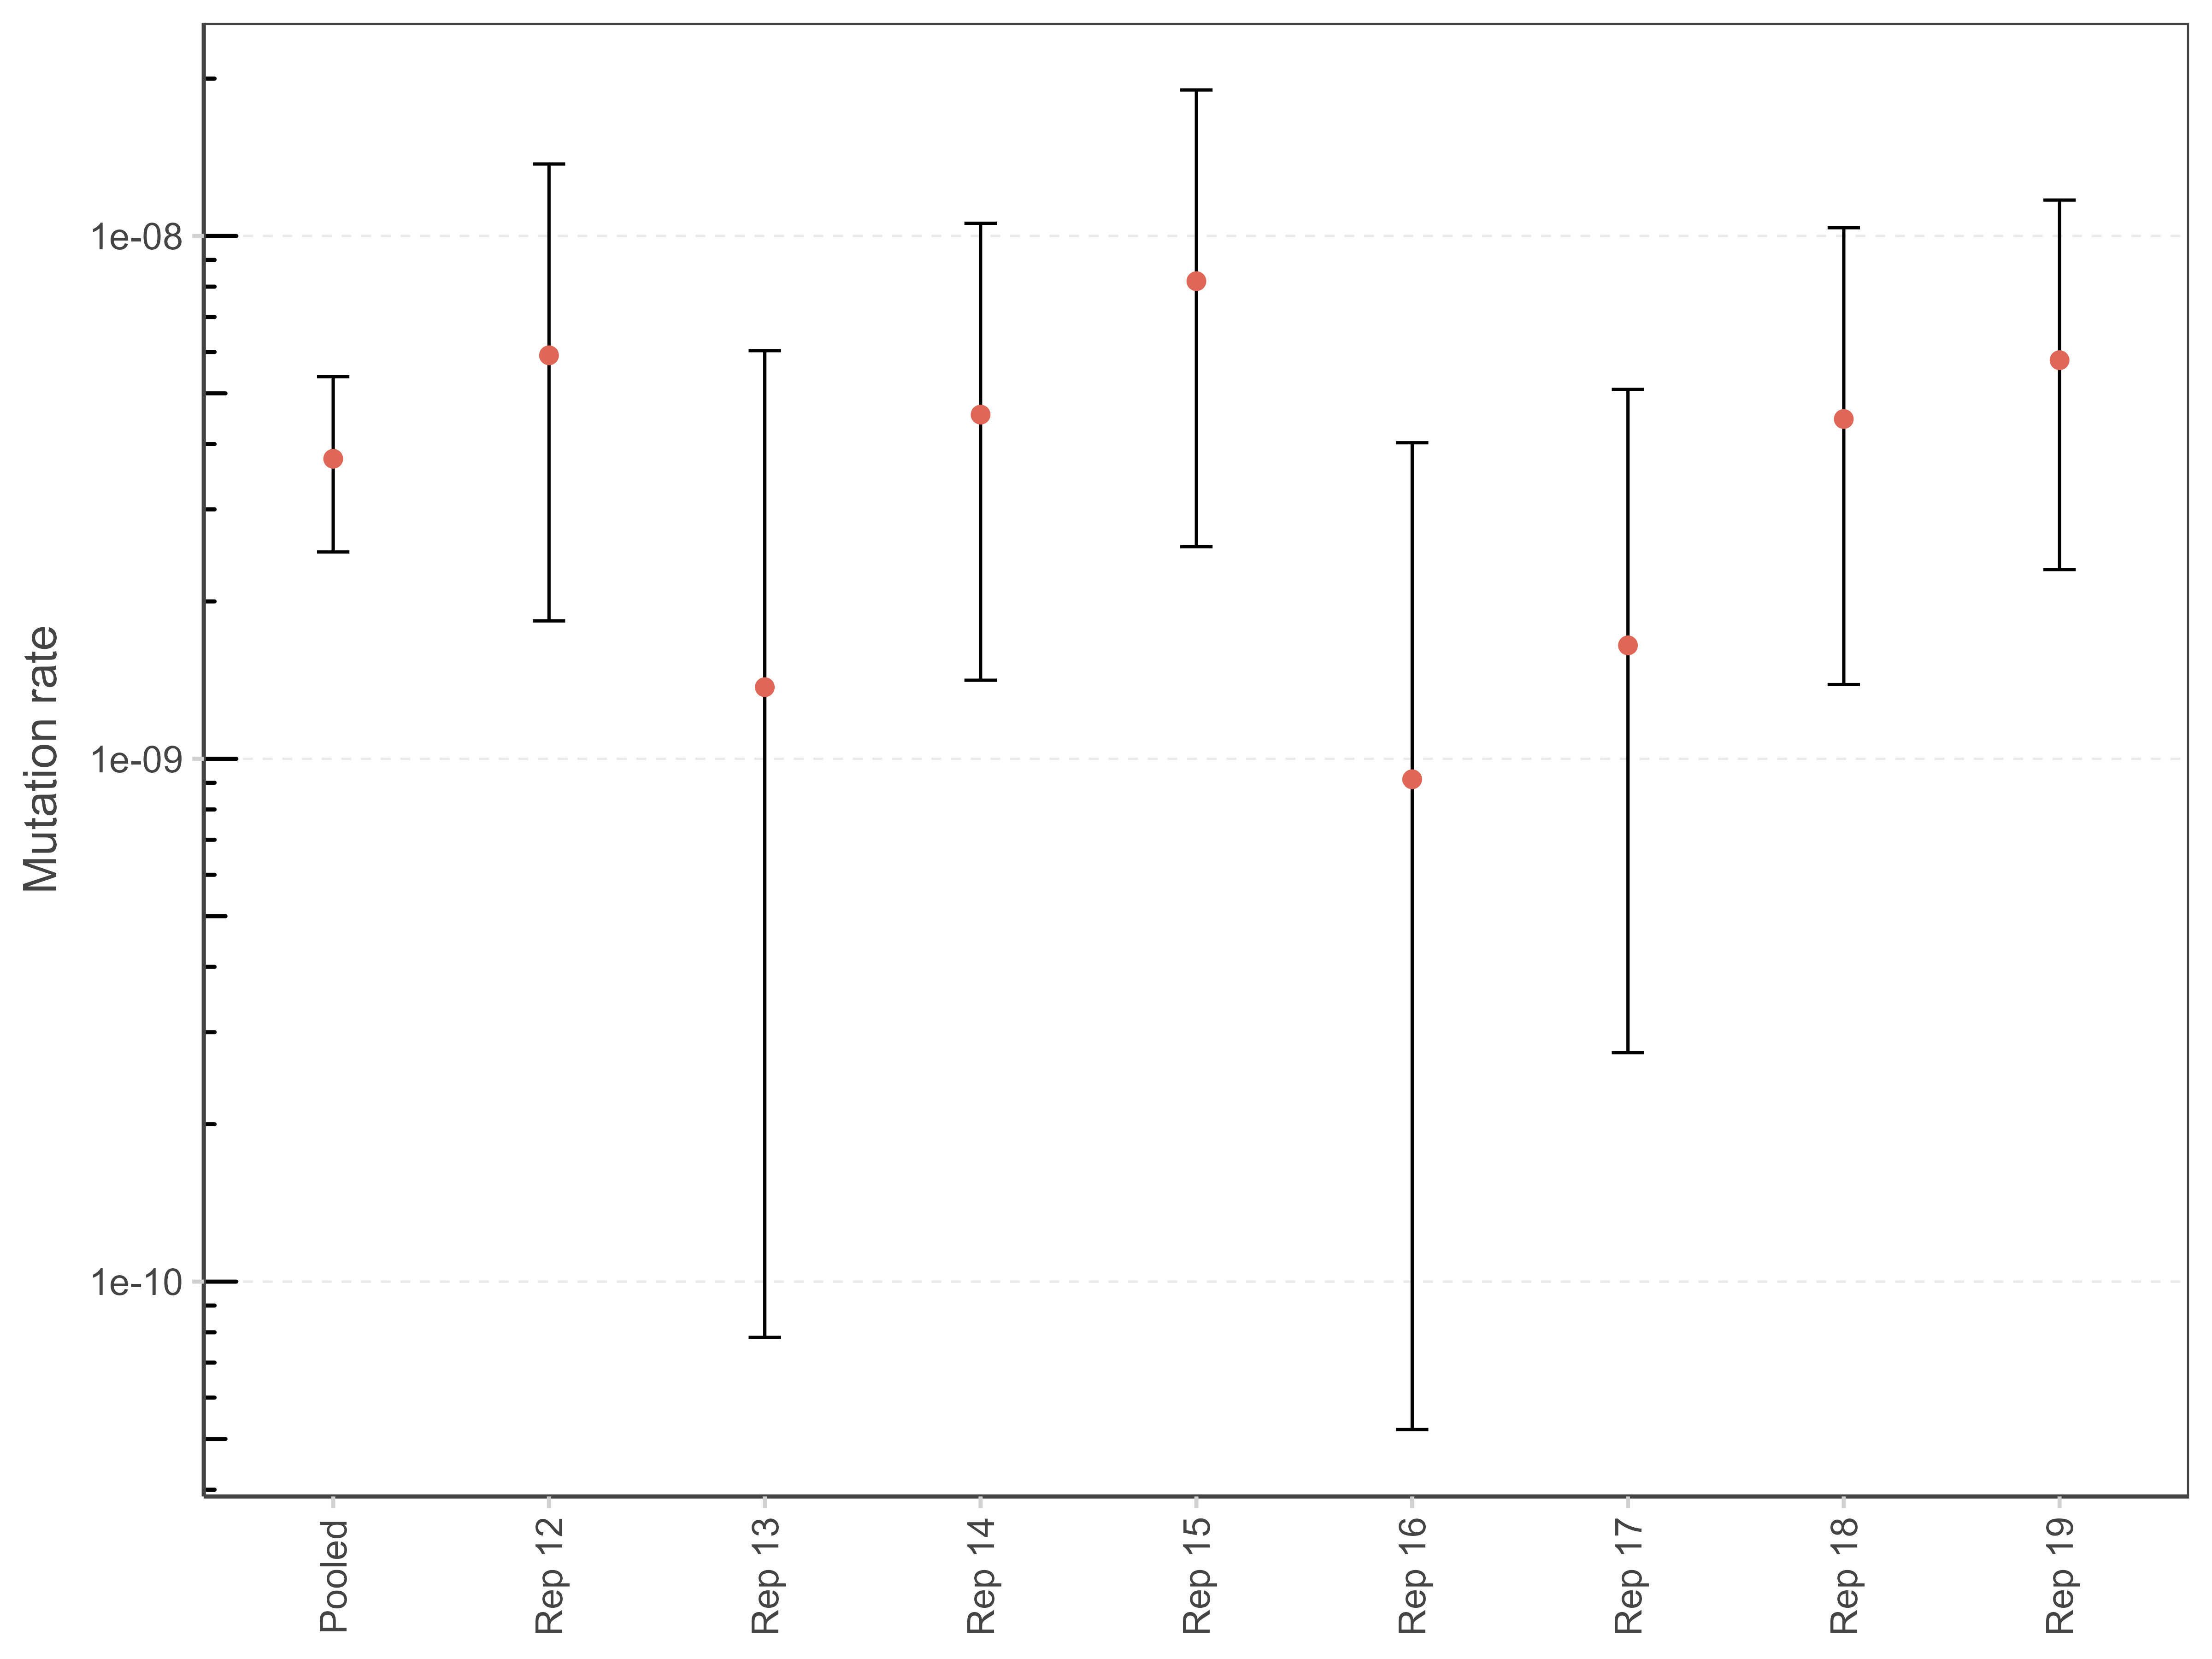 Mutation rate
1e-08
1e-09
1e-10
Pooled
Rep 12
Rep 13
Rep 14
Rep 15
Rep 16
Rep 17
Rep 18
Rep 19